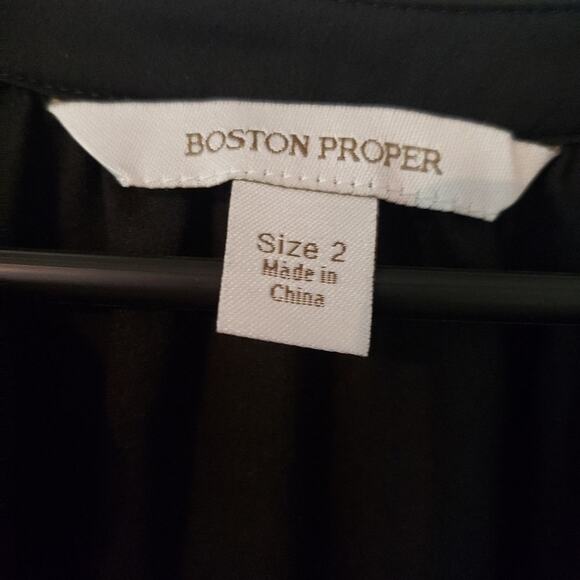 BOSTON PROPER
Size 2
Made in
China